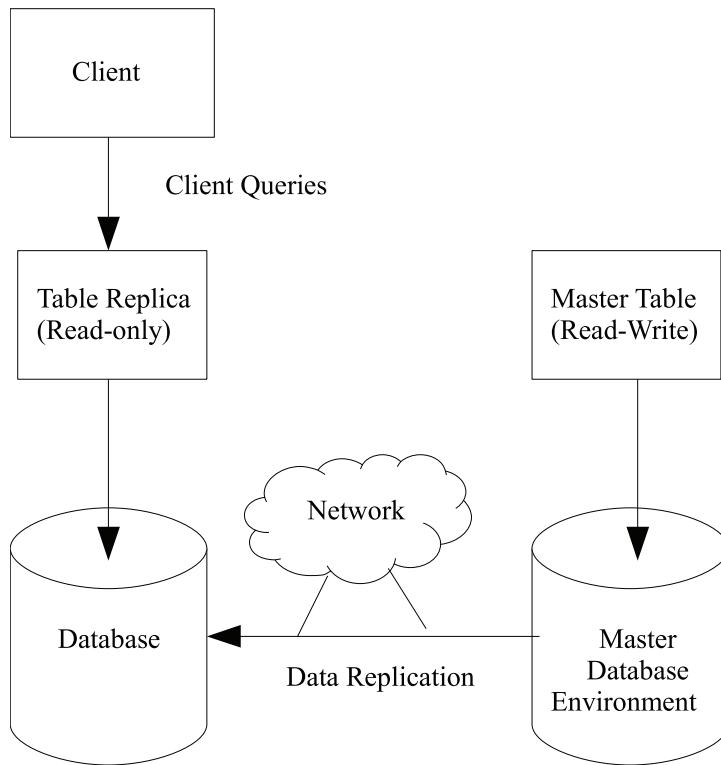 Client
Client Queries
Table Replica
(Read-only)
Master Table
(Read-Write)
Network
Database
Data Replication
Master
Database
Environment